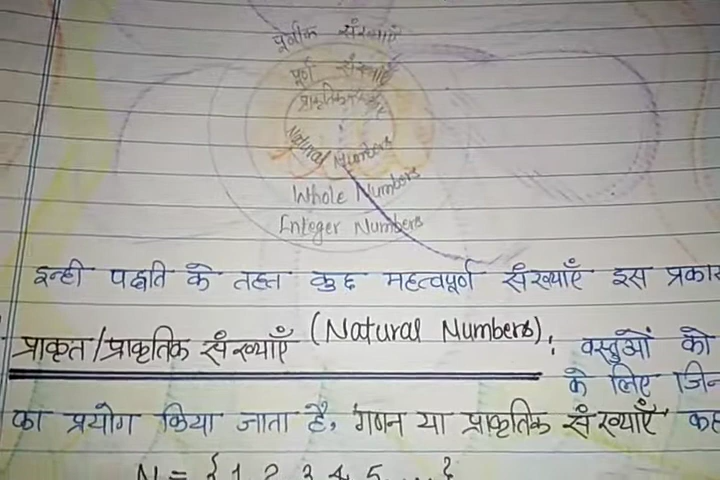 पूर्णांक संख्याएँ
पूर्ण संख्याएँ
प्राकृतिक संख्याएँ
Natural Numbers
Whole Numbers
Integer Numbers
इन्ही पद्धति के तहत कुछ महत्वपूर्ण संख्याएँ इस प्रकार
प्राकृत/प्राकृतिक संख्याएँ (Natural Numbers): वस्तुओं को
के लिए जिन
का प्रयोग किया जाता है, गणन या प्राकृतिक संख्याएँ कह
N = {1, 2, 3, 4, 5, ...}